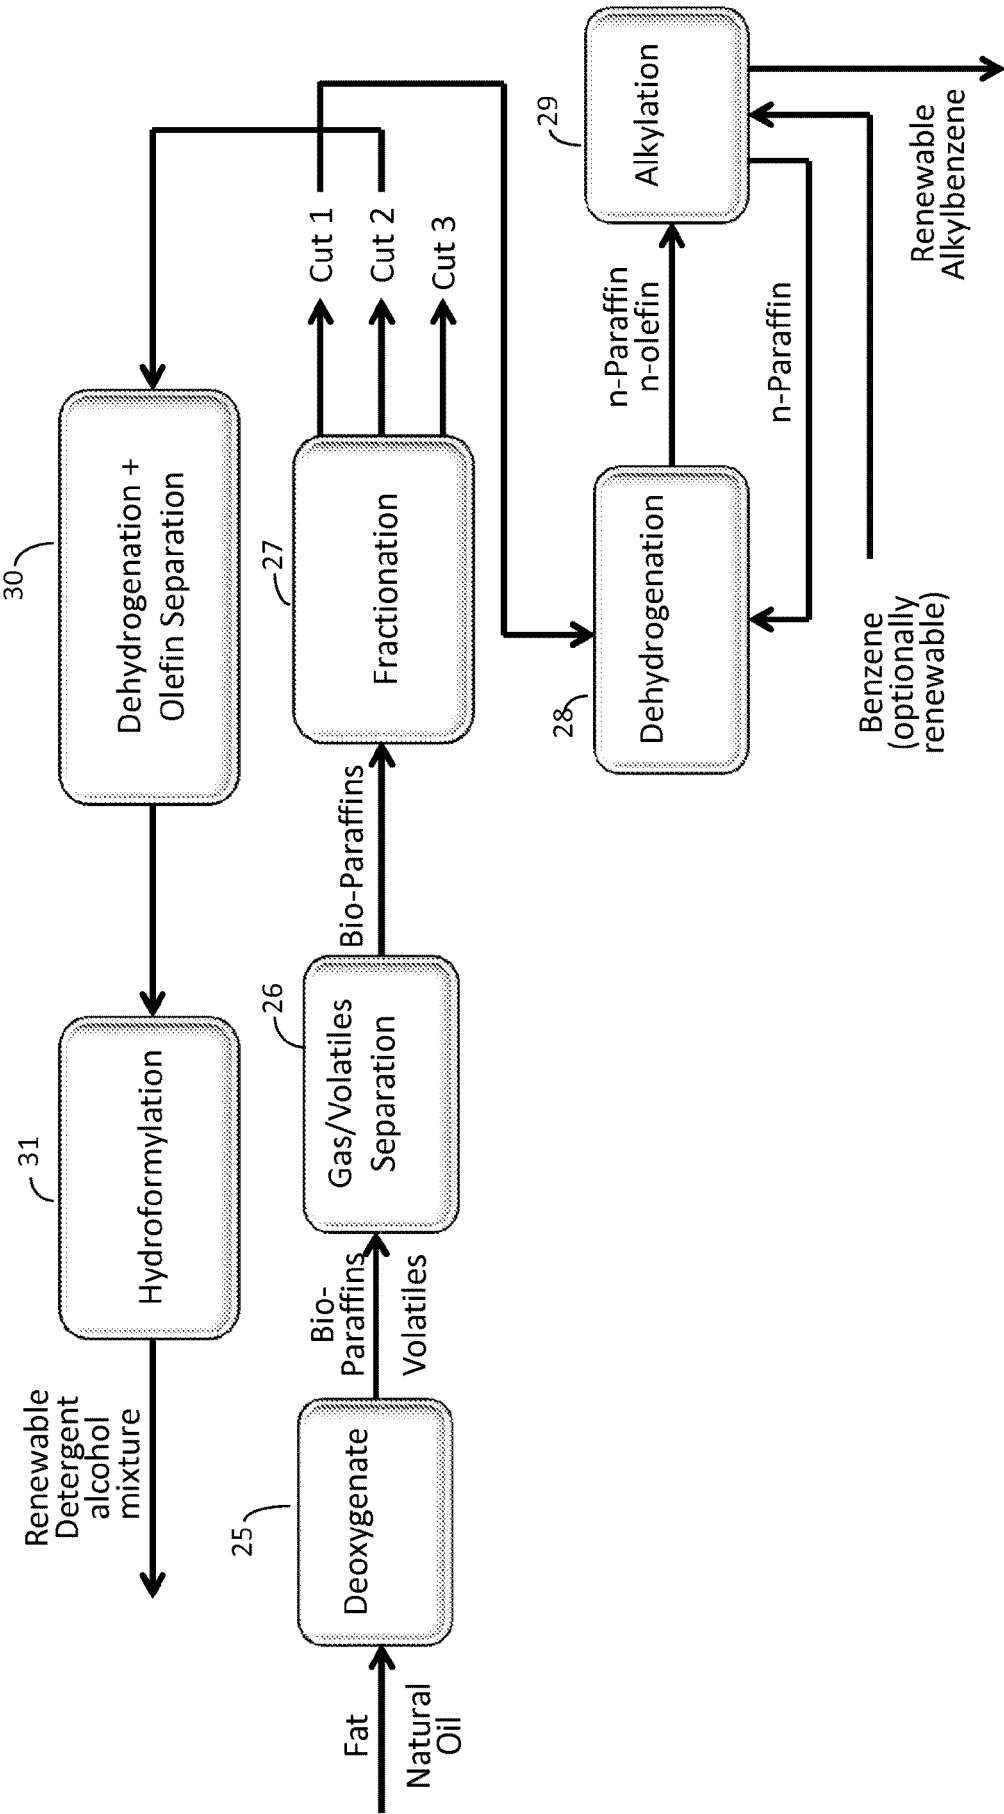 Renewable
Detergent
alcohol
mixture
31
Hydroformylation
30
Dehydrogenation +
Olefin Separation
Fat
Natural
Oil
25
Deoxygenate
Bio-
Paraffins
Volatiles
26
Gas/Volatiles
Separation
Bio-Paraffins
27
Fractionation
Cut 1
Cut 2
Cut 3
28
Dehydrogenation
n-Paraffin
n-olefin
n-Paraffin
29
Alkylation
Benzene
(optionally
renewable)
Renewable
Alkylbenzene